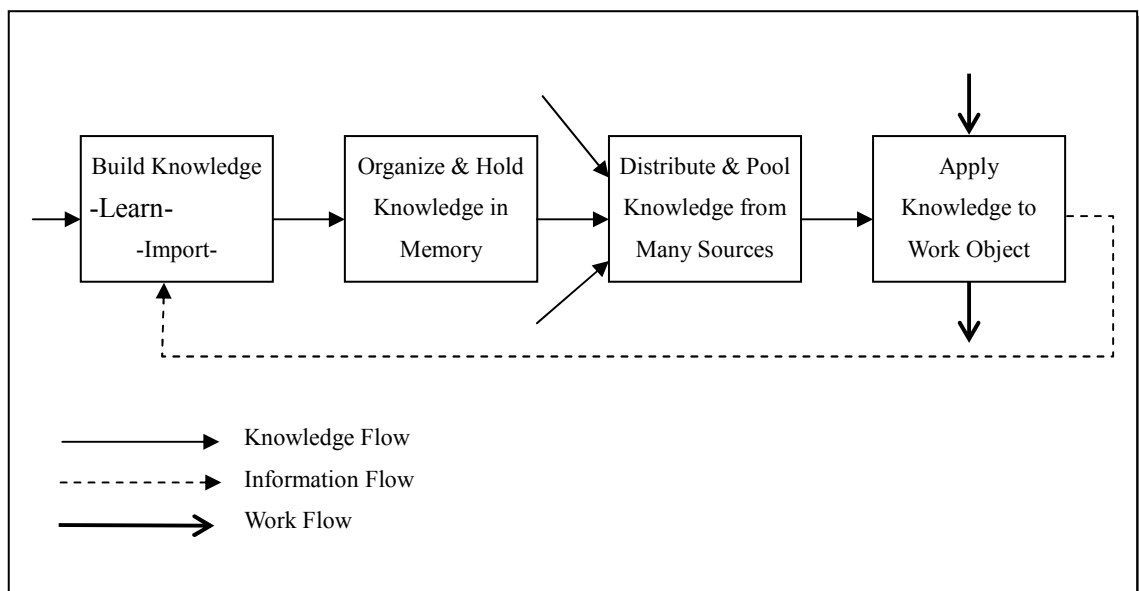 Build Knowledge
-Learn-
-Import-
Organize & Hold
Knowledge in
Memory
Distribute & Pool
Knowledge from
Many Sources
Apply
Knowledge to
Work Object
Knowledge Flow
Information Flow
Work Flow